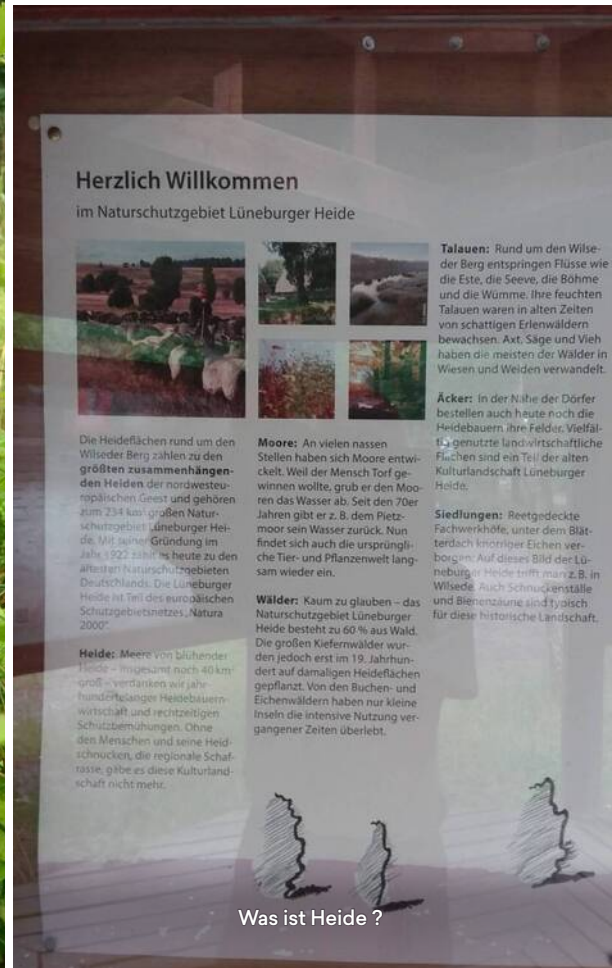 Herzlich Willkommen
im Naturschutzgebiet Lüneburger Heide
Die Heideflächen rund um den
Wilseder Berg zählen zu den
größten zusammenhängen-
den Heiden der nordwesteu-
ropäischen Geest und gehören
zum 234 km² großen Natur-
schutzgebiet Lüneburger Hei-
de. Mit seiner Gründung im
Jahr 1922 zählt es heute zu den
ältesten Naturschutzgebieten
Deutschlands. Die Lüneburger
Heide ist Teil des europäischen
Schutzgebietsnetzes „Natura
2000".
Heide: Meere von blühender
Heide – insgesamt noch 40 km²
groß – verdanken wir jahr-
hundertelanger Heidebauern-
wirtschaft und rechtzeitigen
Schutzbemühungen. Ohne
den Menschen und seine Heid-
schnucken, die regionale Schaf-
rasse, gäbe es diese Kulturland-
schaft nicht mehr.
Moore: An vielen nassen
Stellen haben sich Moore entwi-
ckelt. Weil der Mensch Torf ge-
winnen wollte, grub er den Moo-
ren das Wasser ab. Seit den 70er
Jahren gibt er z. B. dem Pietz-
moor sein Wasser zurück. Nun
findet sich auch die ursprüngli-
che Tier- und Pflanzenwelt lang-
sam wieder ein.
Wälder: Kaum zu glauben – das
Naturschutzgebiet Lüneburger
Heide besteht zu 60 % aus Wald.
Die großen Kiefernwälder wur-
den jedoch erst im 19. Jahrhun-
dert auf damaligen Heideflächen
gepflanzt. Von den Buchen- und
Eichenwäldern haben nur kleine
Inseln die intensive Nutzung ver-
gangener Zeiten überlebt.
Talauen: Rund um den Wilse-
der Berg entspringen Flüsse wie
die Este, die Seeve, die Böhme
und die Wümme. Ihre feuchten
Talauen waren in alten Zeiten
von schattigen Erlenwäldern
bewachsen. Axt, Säge und Vieh
haben die meisten der Wälder in
Wiesen und Weiden verwandelt.
Äcker: In der Nähe der Dörfer
bestellen auch heute noch die
Heidebauern ihre Felder. Vielfäl-
tig genutzte landwirtschaftliche
Flächen sind ein Teil der alten
Kulturlandschaft Lüneburger
Heide.
Siedlungen: Reetgedeckte
Fachwerkhöfe, unter dem Blät-
terdach knorriger Eichen ver-
borgen: Auf dieses Bild der Lü-
neburger Heide trifft man z. B. in
Wilsede. Auch Schnuckenställe
und Bienenzäune sind typisch
für diese historische Landschaft.
Was ist Heide ?